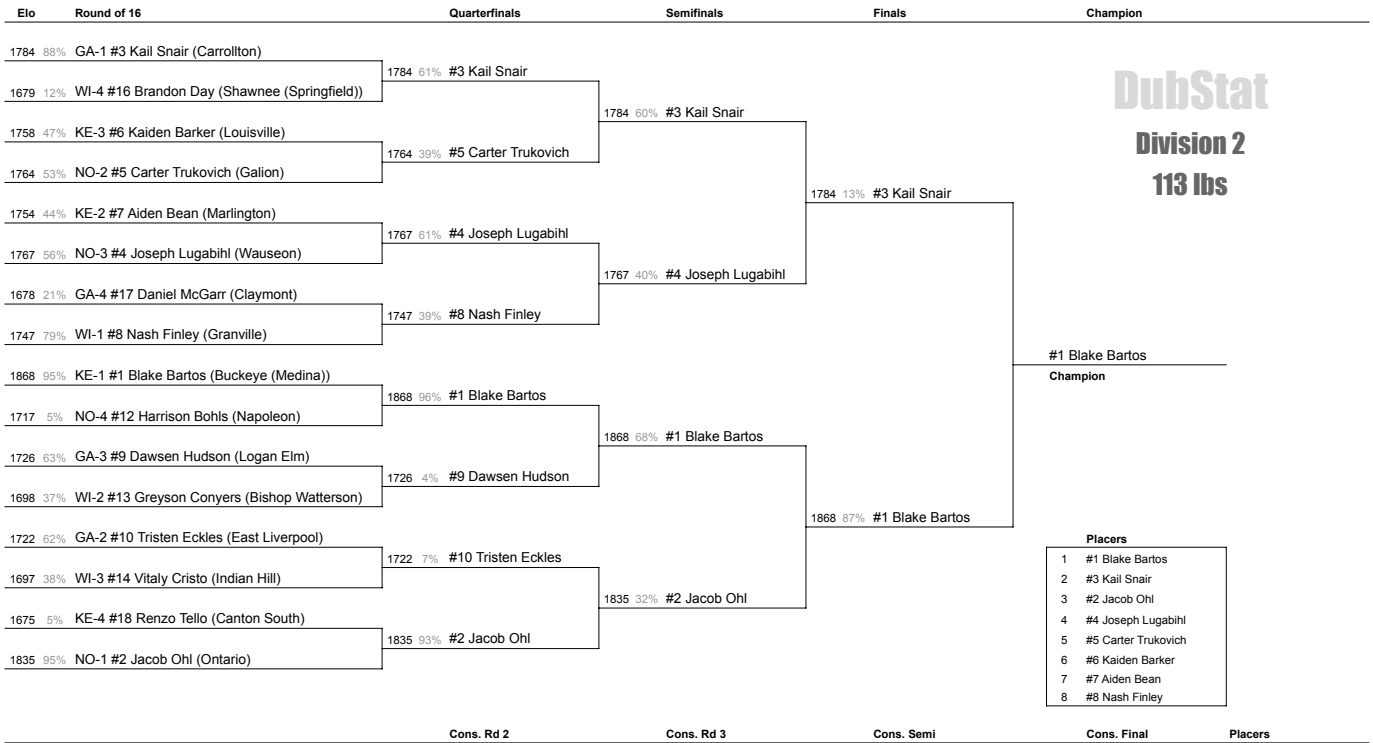 Elo Round of 16 Quarterfinals Semifinals Finals Champion
1784 88% GA-1 #3 Kail Snair (Carrollton)
1784 61% #3 Kail Snair
1679 12% WI-4 #16 Brandon Day (Shawnee (Springfield))
1784 60% #3 Kail Snair
1758 47% KE-3 #6 Kaiden Barker (Louisville)
1764 39% #5 Carter Trukovich
1764 53% NO-2 #5 Carter Trukovich (Galion)
1784 13% #3 Kail Snair
1754 44% KE-2 #7 Aiden Bean (Marlington)
1767 61% #4 Joseph Lugabihl
1767 56% NO-3 #4 Joseph Lugabihl (Wauseon)
1767 40% #4 Joseph Lugabihl
1678 21% GA-4 #17 Daniel McGarr (Claymont)
1747 39% #8 Nash Finley
1747 79% WI-1 #8 Nash Finley (Granville)
#1 Blake Bartos
Champion
1868 95% KE-1 #1 Blake Bartos (Buckeye (Medina))
1868 96% #1 Blake Bartos
1717 5% NO-4 #12 Harrison Bohls (Napoleon)
1868 68% #1 Blake Bartos
1726 63% GA-3 #9 Dawsen Hudson (Logan Elm)
1726 4% #9 Dawsen Hudson
1698 37% WI-2 #13 Greyson Conyers (Bishop Watterson)
1868 87% #1 Blake Bartos
1722 62% GA-2 #10 Tristen Eckles (East Liverpool)
1722 7% #10 Tristen Eckles
1697 38% WI-3 #14 Vitaly Cristo (Indian Hill)
1835 32% #2 Jacob Ohl
1675 5% KE-4 #18 Renzo Tello (Canton South)
1835 93% #2 Jacob Ohl
1835 95% NO-1 #2 Jacob Ohl (Ontario)
DubStat
Division 2
113 lbs
Placers
1 #1 Blake Bartos
2 #3 Kail Snair
3 #2 Jacob Ohl
4 #4 Joseph Lugabihl
5 #5 Carter Trukovich
6 #6 Kaiden Barker
7 #7 Aiden Bean
8 #8 Nash Finley
Cons. Rd 2 Cons. Rd 3 Cons. Semi Cons. Final Placers